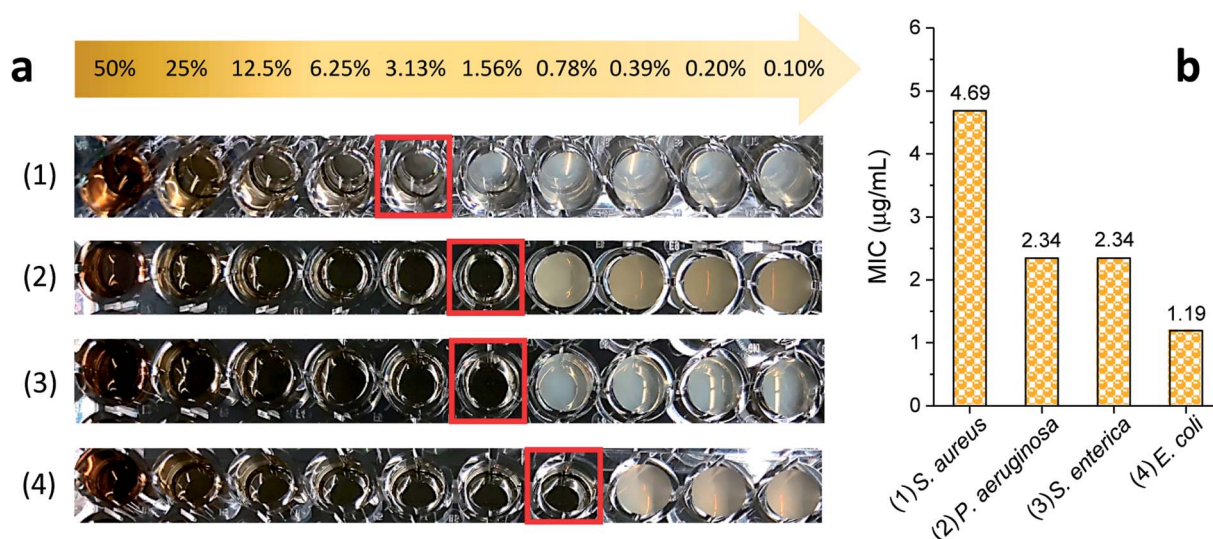 a
50% 25% 12.5% 6.25% 3.13% 1.56% 0.78% 0.39% 0.20% 0.10%
(1)
(2)
(3)
(4)
b
MIC (µg/mL)
6
5
4
3
2
1
0
4.69
2.34
2.34
1.19
(1) S. aureus
(2) P. aeruginosa
(3) S. enterica
(4) E. coli